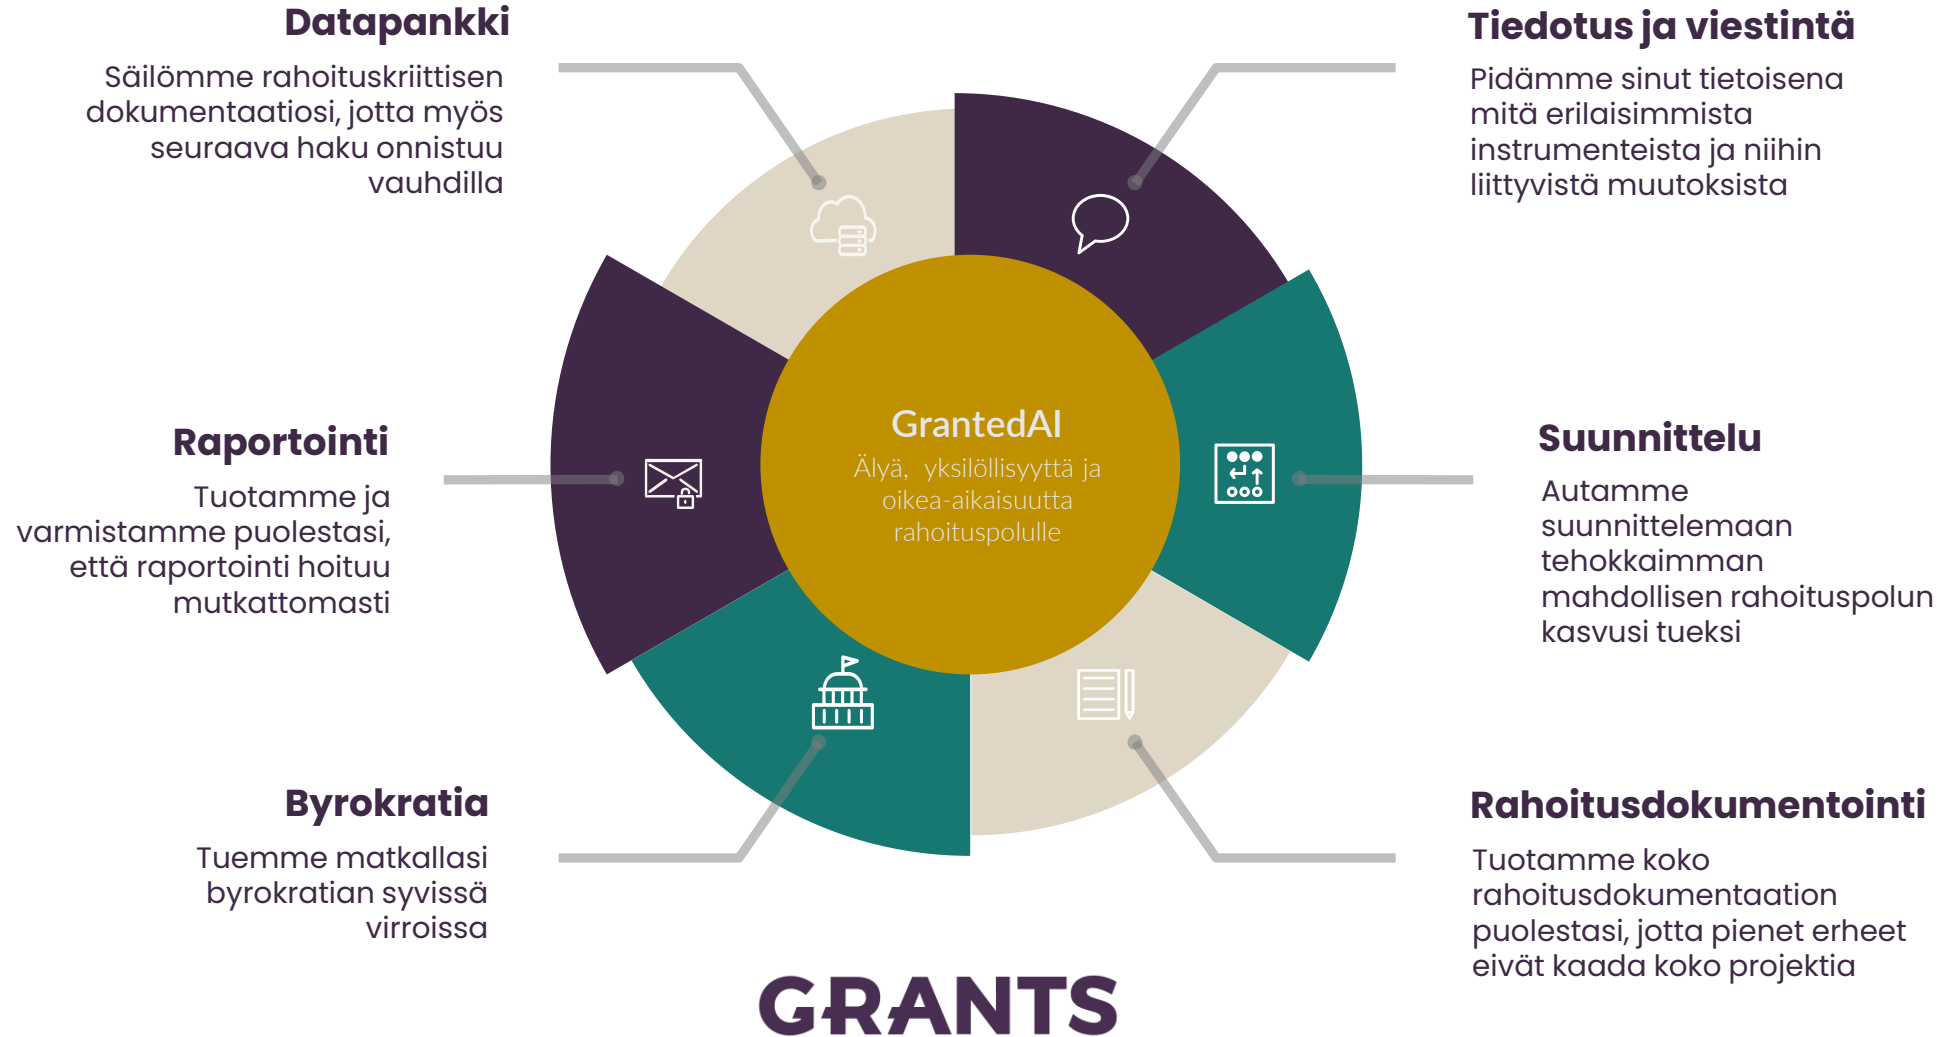 Datapankki
Säilömme rahoituskriittisen
dokumentaatiosi, jotta myös
seuraava haku onnistuu
vauhdilla
Tiedotus ja viestintä
Pidämme sinut tietoisena
mitä erilaisimmista
instrumenteista ja niihin
liittyvistä muutoksista
Raportointi
Tuotamme ja
varmistamme puolestasi,
että raportointi hoituu
mutkattomasti
GrantedAI
Älyä, yksilöllisyyttä ja
oikea-aikaisuutta
rahoituspolulle
Suunnittelu
Autamme
suunnittelemaan
tehokkaimman
mahdollisen rahoituspolun
kasvusi tueksi
Byrokratia
Tuemme matkallasi
byrokratian syvissä
virroissa
Rahoitusdokumentointi
Tuotamme koko
rahoitusdokumentaation
puolestasi, jotta pienet erheet
eivät kaada koko projektia
GRANTS